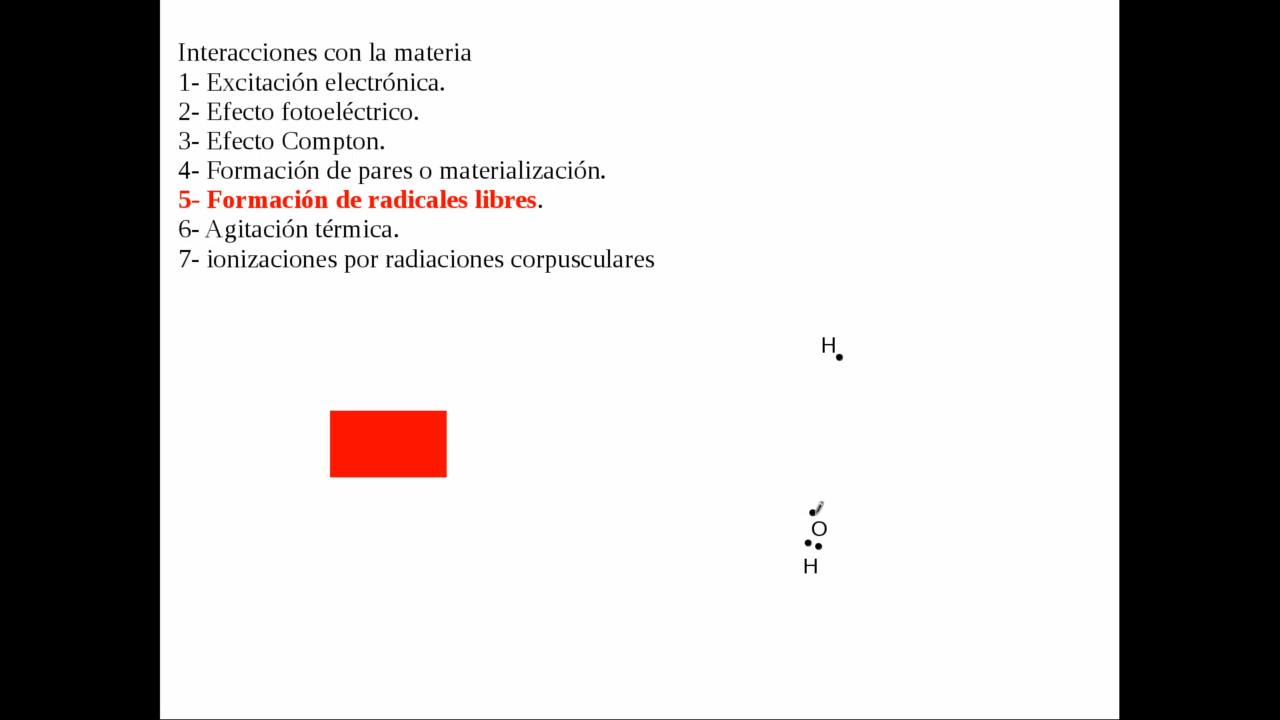 Interacciones con la materia
1- Excitación electrónica.
2- Efecto fotoeléctrico.
3- Efecto Compton.
4- Formación de pares o materialización.
5- Formación de radicales libres.
6- Agitación térmica.
7- ionizaciones por radiaciones corpusculares
H
O
H